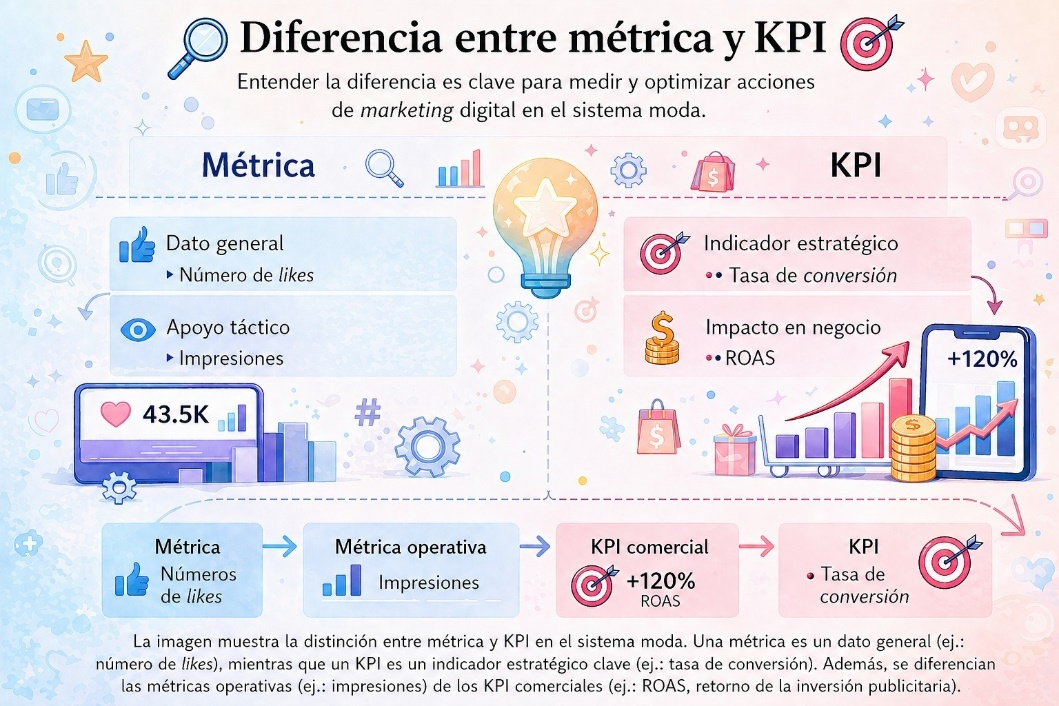 Diferencia entre métrica y KPI
Entender la diferencia es clave para medir y optimizar acciones
de marketing digital en el sistema moda.
Métrica
KPI
Dato general
Número de likes
Apoyo táctico
Impresiones
Indicador estratégico
Tasa de conversión
Impacto en negocio
ROAS
43.5K
#
$
$
$
$
+120%
Métrica
Números
de likes
Métrica operativa
Impresiones
KPI comercial
+120%
ROAS
KPI
Tasa de
conversión
La imagen muestra la distinción entre métrica y KPI en el sistema moda. Una métrica es un dato general (ej.:
número de likes), mientras que un KPI es un indicador estratégico clave (ej.: tasa de conversión). Además, se diferencian
las métricas operativas (ej.: impresiones) de los KPI comerciales (ej.: ROAS, retorno de la inversión publicitaria).